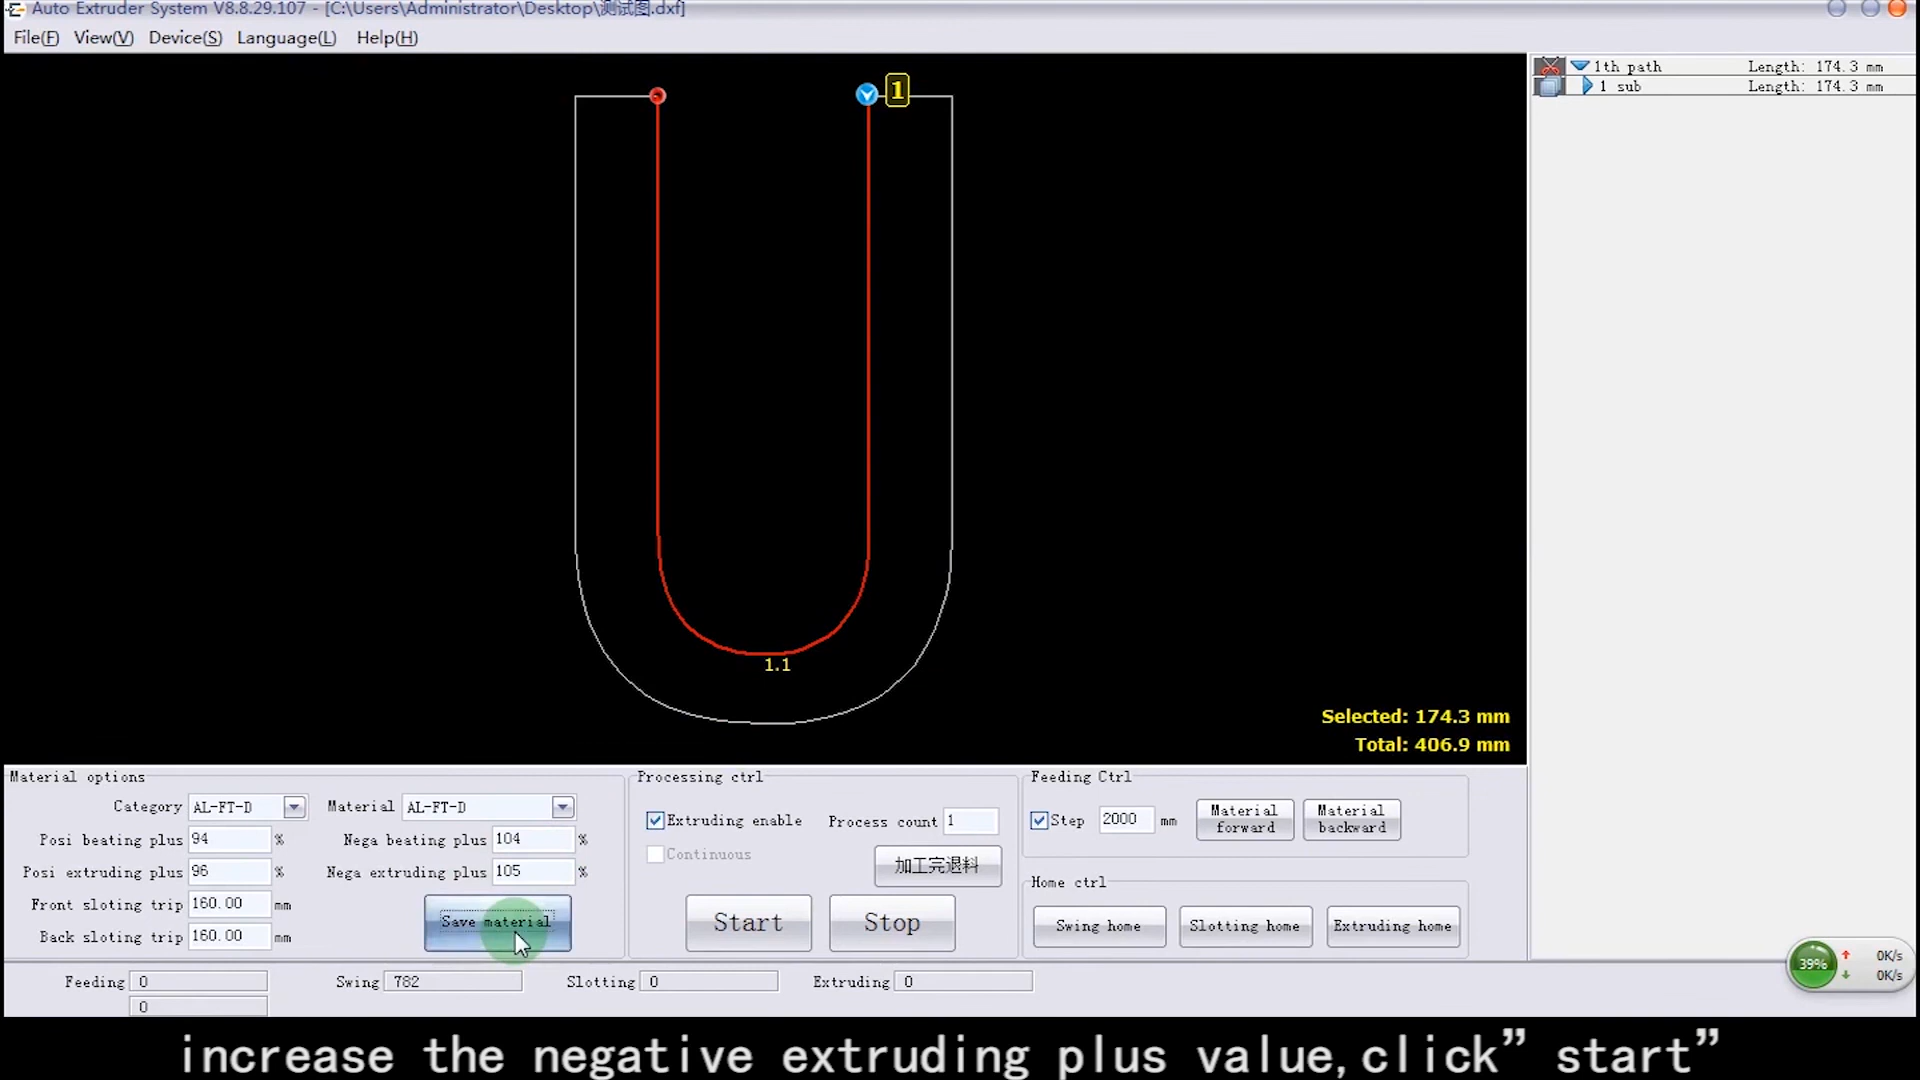 Auto Extruder System V8.8.29.107 - [C:\Users\Administrator\Desktop\测试图.dxf]
File(F) View(V) Device(S) Language(L) Help(H)
1
1th path Length: 174.3 mm
1 sub Length: 174.3 mm
1.1
Selected: 174.3 mm
Total: 406.9 mm
Material options
Category AL-FT-D Material AL-FT-D
Posi beating plus 94 % Nega beating plus 104 %
Posi extruding plus 96 % Nega extruding plus 105 %
Front sloting trip 160.00 mm
Back sloting trip 160.00 mm
Save material
Processing ctrl
Extruding enable Process count 1
Continuous
加工完退料
Start Stop
Feeding Ctrl
Step 2000 mm
Material forward
Material backward
Home ctrl
Swing home Slotting home Extruding home
Feeding 0 Swing 782 Slotting 0 Extruding 0
0
39%
0K/s
0K/s
increase the negative extruding plus value,click” start”